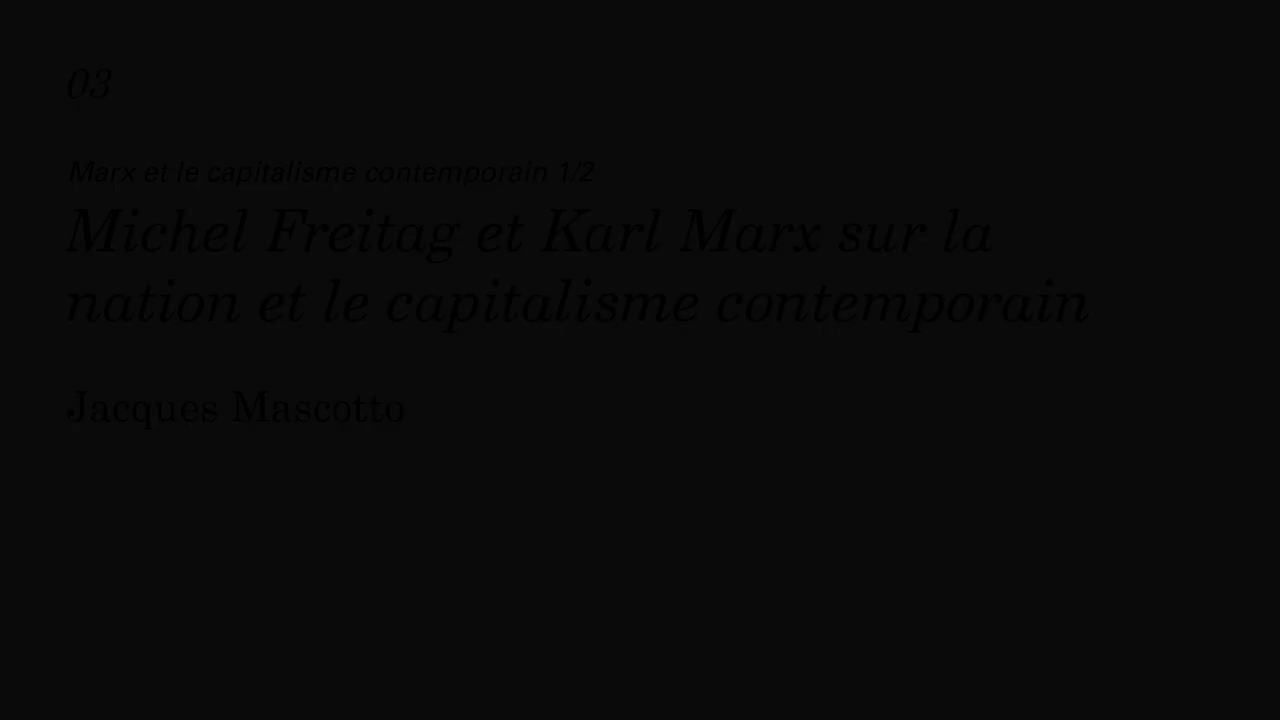 03
Marx et le capitalisme contemporain 1/2
Michel Freitag et Karl Marx sur la
nation et le capitalisme contemporain
Jacques Mascotto